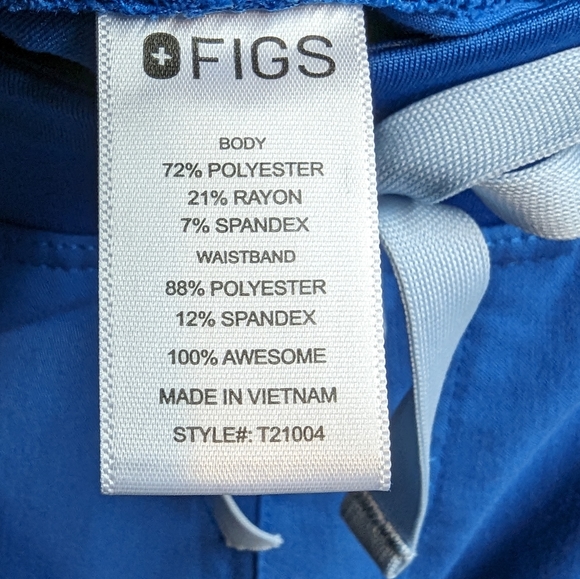 FIGS
BODY
72% POLYESTER
21% RAYON
7% SPANDEX
WAISTBAND
88% POLYESTER
12% SPANDEX
100% AWESOME
MADE IN VIETNAM
STYLE#: T21004